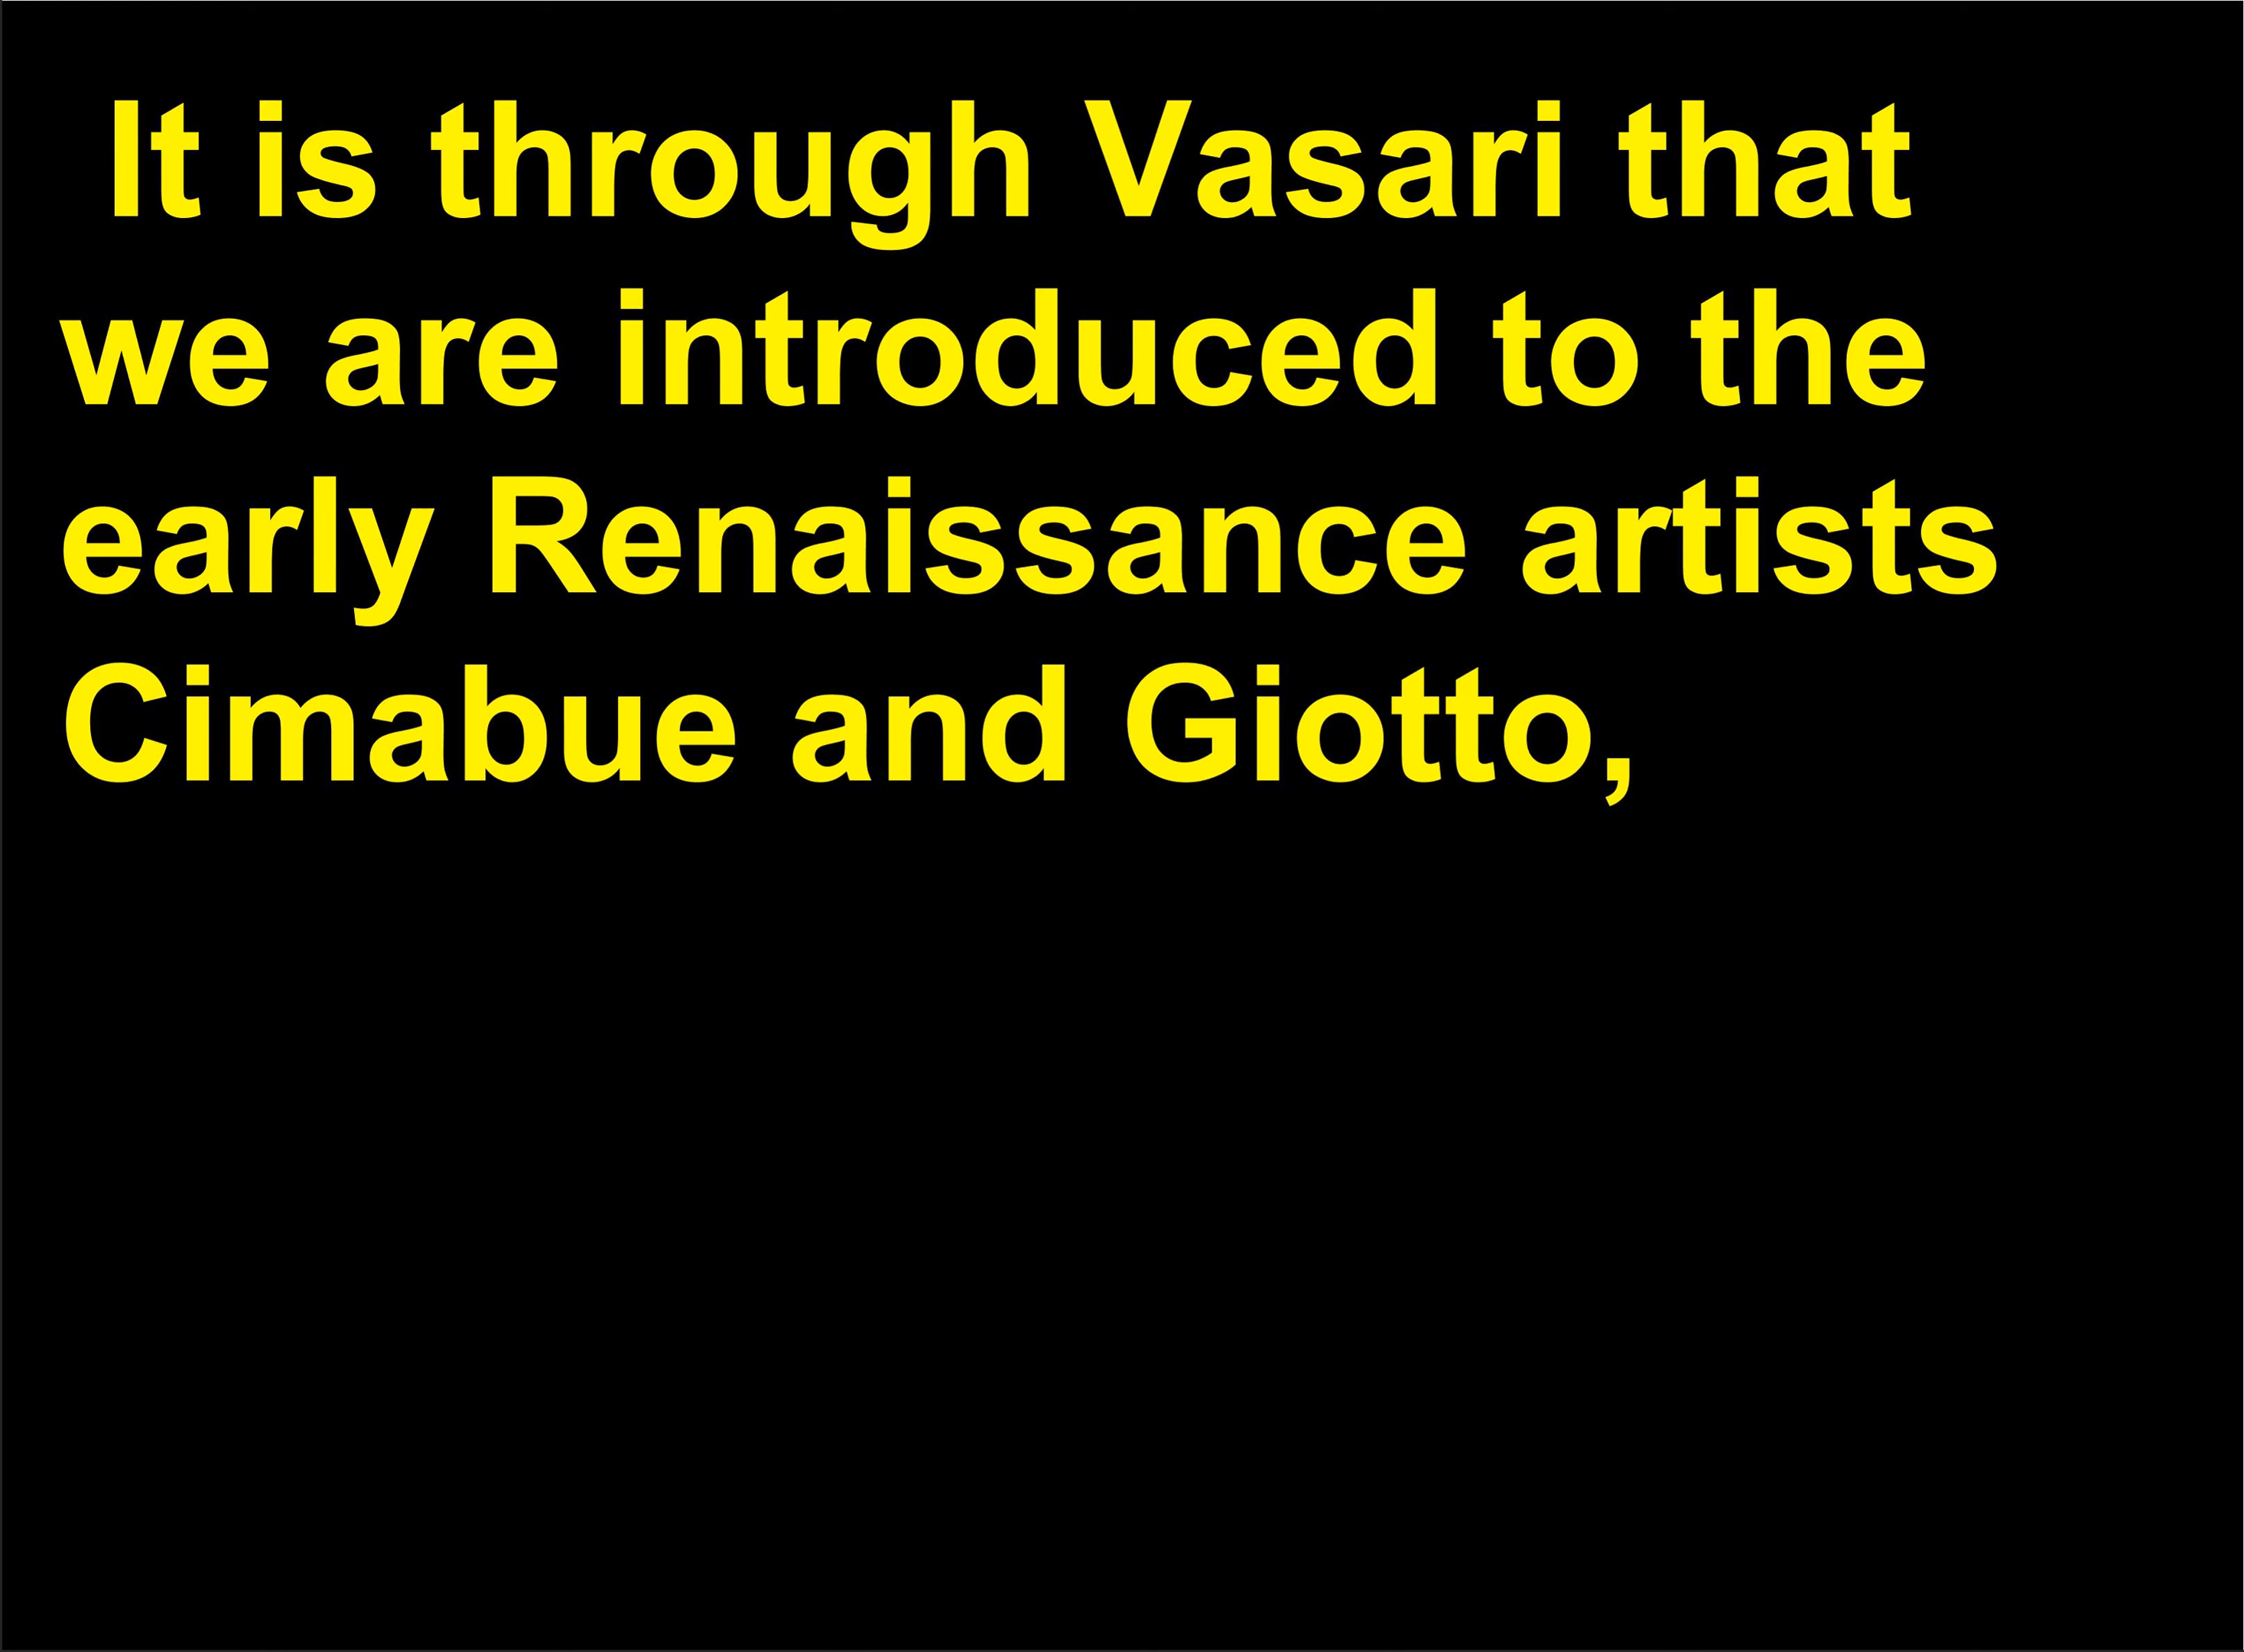 It is through Vasari that
we are introduced to the
early Renaissance artists
Cimabue and Giotto,